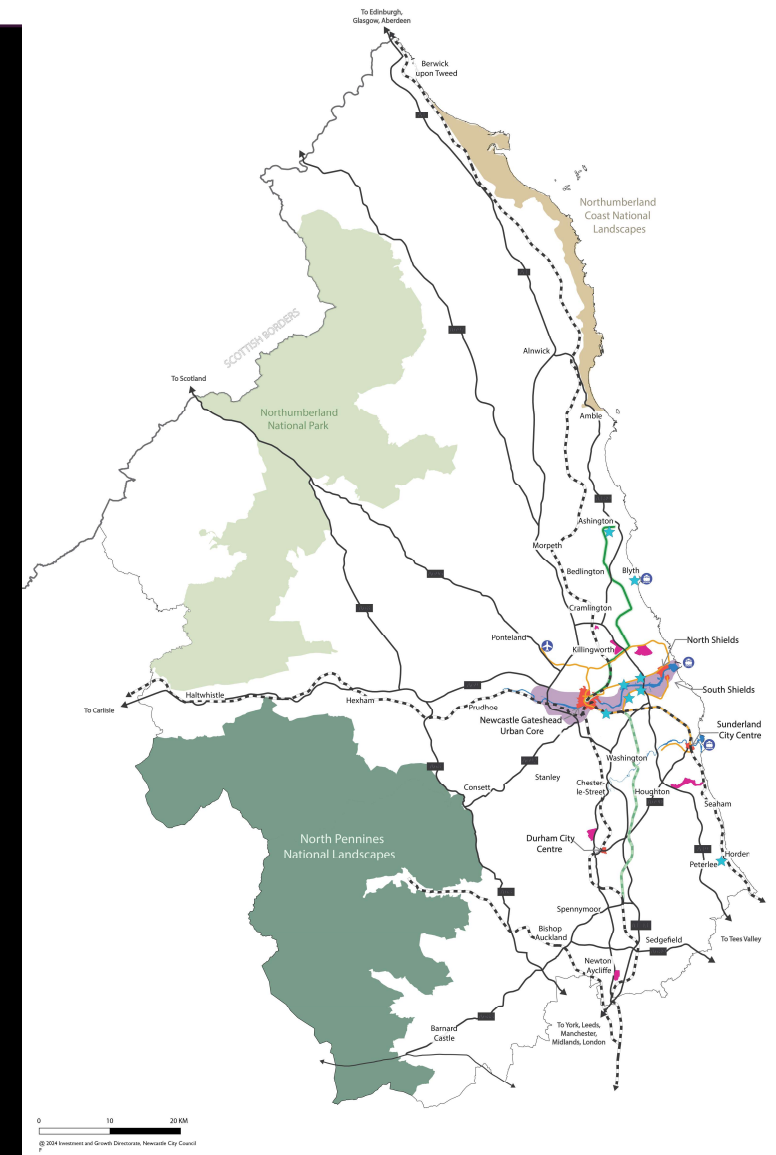 To Edinburgh,
Glasgow, Aberdeen
Berwick
upon Tweed
Northumberland
Coast National
Landscapes
SCOTTISH BORDERS
Alnwick
To Scotland
Northumberland
National Park
Amble
Ashington
Morpeth
Bedlington
Blyth
Cramlington
Ponteland
Killingworth
North Shields
Haltwhistle
Hexham
Prudhoe
South Shields
To Carlisle
Newcastle Gateshead
Urban Core
Sunderland
City Centre
Washington
Stanley
Consett
Chester-
le-Street
Houghton
Seaham
North Pennines
National Landscapes
Durham City
Centre
Horden
Peterlee
Spennymoor
Bishop
Auckland
Sedgefield
To Tees Valley
Newton
Aycliffe
Barnard
Castle
To York, Leeds,
Manchester,
Midlands, London
0 10 20 KM
@ 2024 Investment and Growth Directorate, Newcastle City Council
F